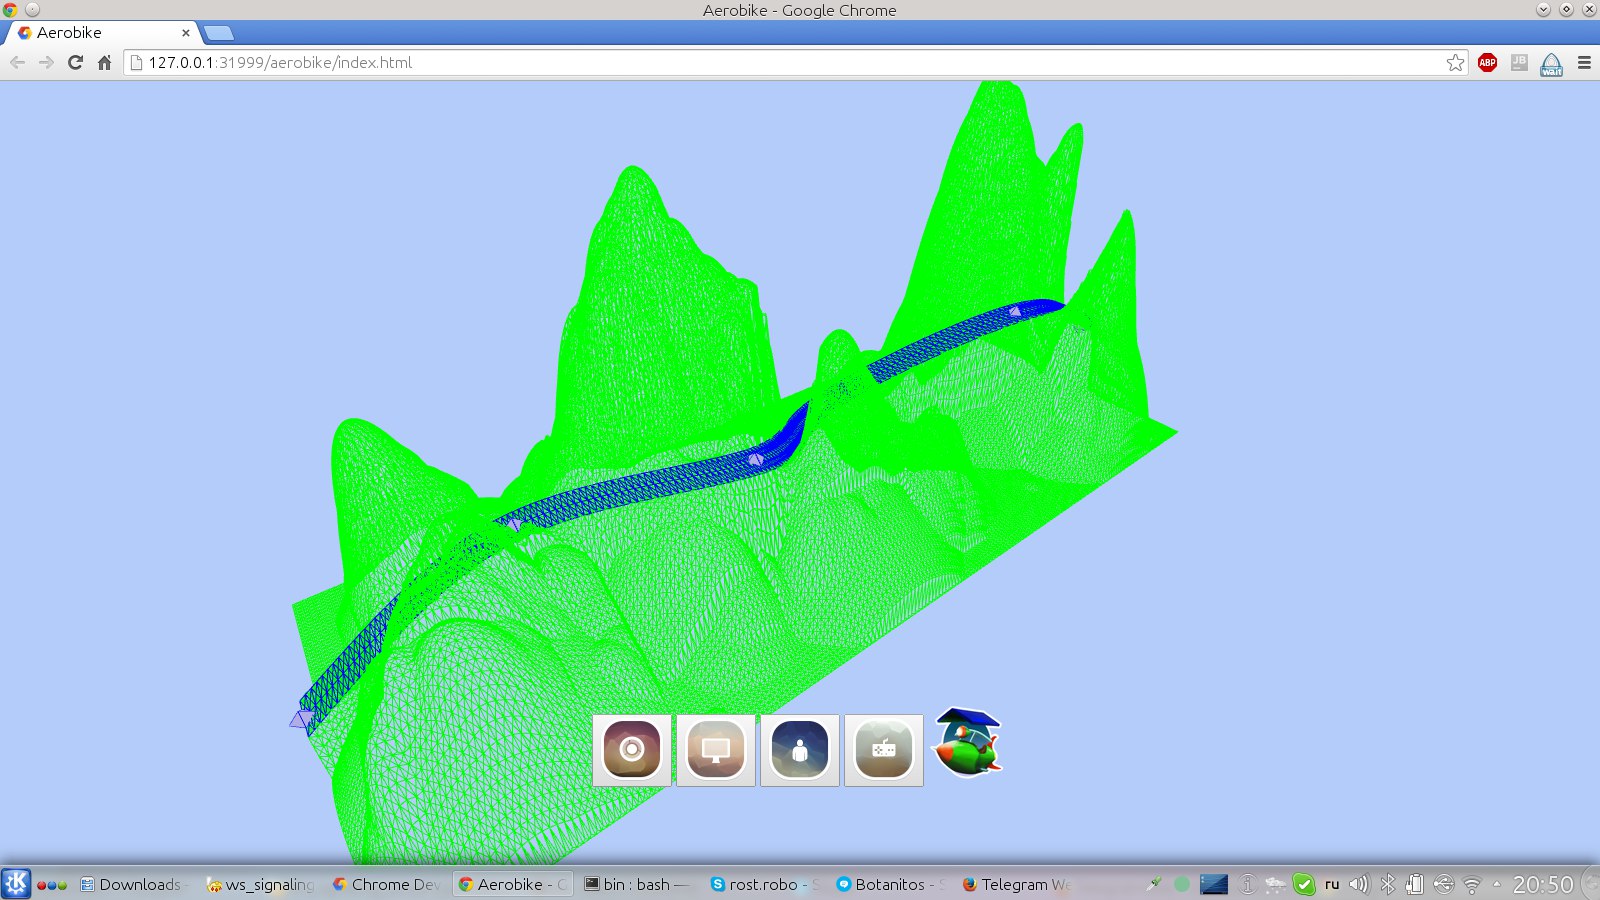 Aerobike - Google Chrome
Aerobike
127.0.0.1:31999/aerobike/index.html
ABP
JB
wait
K
Downloads
ws_signaling
Chrome Dev
Aerobike - C
bin : bash —
rost.robo - S
Botanitos - S
Telegram We
ru
20:50